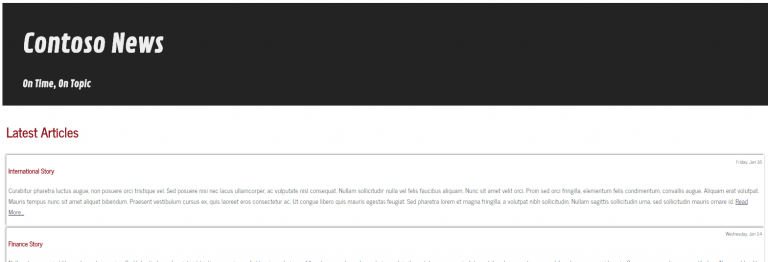 Contoso News
On Time, On Topic
Latest Articles
Friday, Jan 16
International Story
Curabitur pharetra luctus augue, non posuere orci tristique vel. Sed posuere nisi nec lacus ullamcorper, ac vulputate nisl consequat. Nullam sollicitudin nulla vel felis faucibus aliquam. Nunc sit amet velit orci. Proin sed orci fringilla, elementum felis condimentum, convallis augue. Aliquam erat volutpat.
Mauris tempus nunc sit amet aliquet bibendum. Praesent vestibulum cursus ex, quis laoreet eros consectetur ac. Ut congue libero quis mauris egestas feugiat. Sed pharetra lorem et magna fringilla, a volutpat nibh sollicitudin. Nullam sagittis sollicitudin urna, sed sollicitudin mauris ornare id. Read
More...
Wednesday, Jan 14
Finance Story